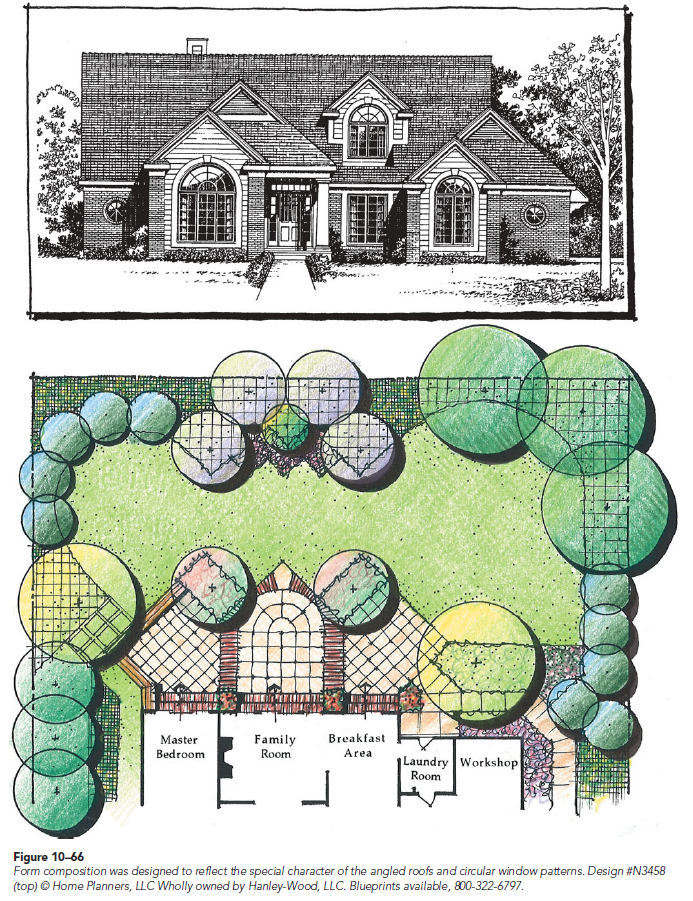 Master
Bedroom
Family
Room
Breakfast
Area
Laundry
Room
Workshop
Figure 10–66
Form composition was designed to reflect the special character of the angled roofs and circular window patterns. Design #N3458
(top) © Home Planners, LLC Wholly owned by Hanley-Wood, LLC. Blueprints available, 800-322-6797.